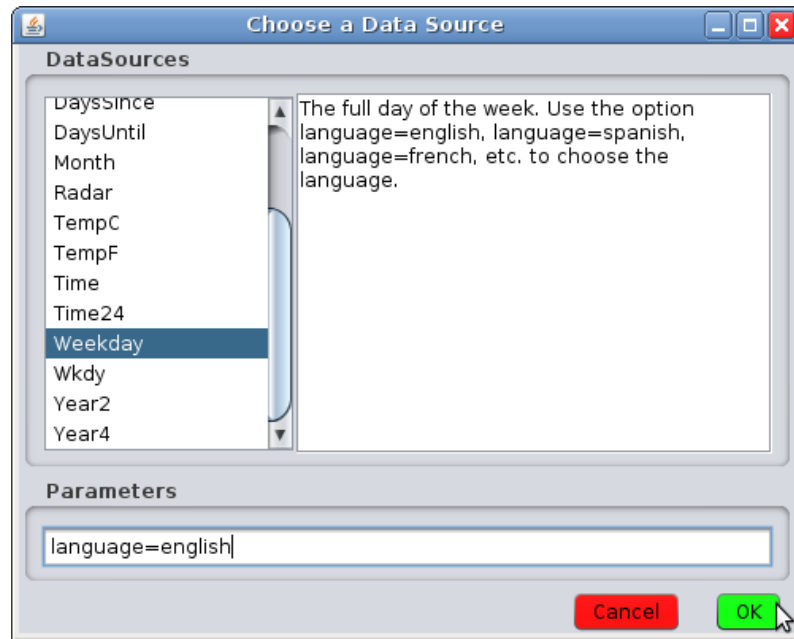 Choose a Data Source
DataSources
DaysSince
DaysUntil
Month
Radar
TempC
TempF
Time
Time24
Weekday
Wkdy
Year2
Year4
The full day of the week. Use the option
language=english, language=spanish,
language=french, etc. to choose the
language.
Parameters
language=english
Cancel
OK